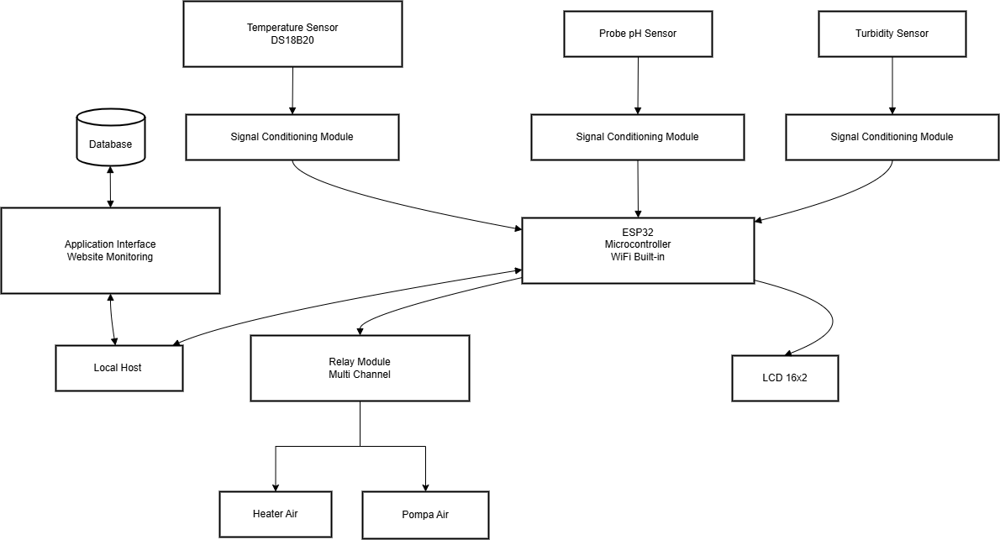 Temperature Sensor
DS18B20
Probe pH Sensor
Turbidity Sensor
Database
Signal Conditioning Module
Signal Conditioning Module
Signal Conditioning Module
Application Interface
Website Monitoring
ESP32
Microcontroller
WiFi Built-in
Local Host
Relay Module
Multi Channel
LCD 16x2
Heater Air
Pompa Air